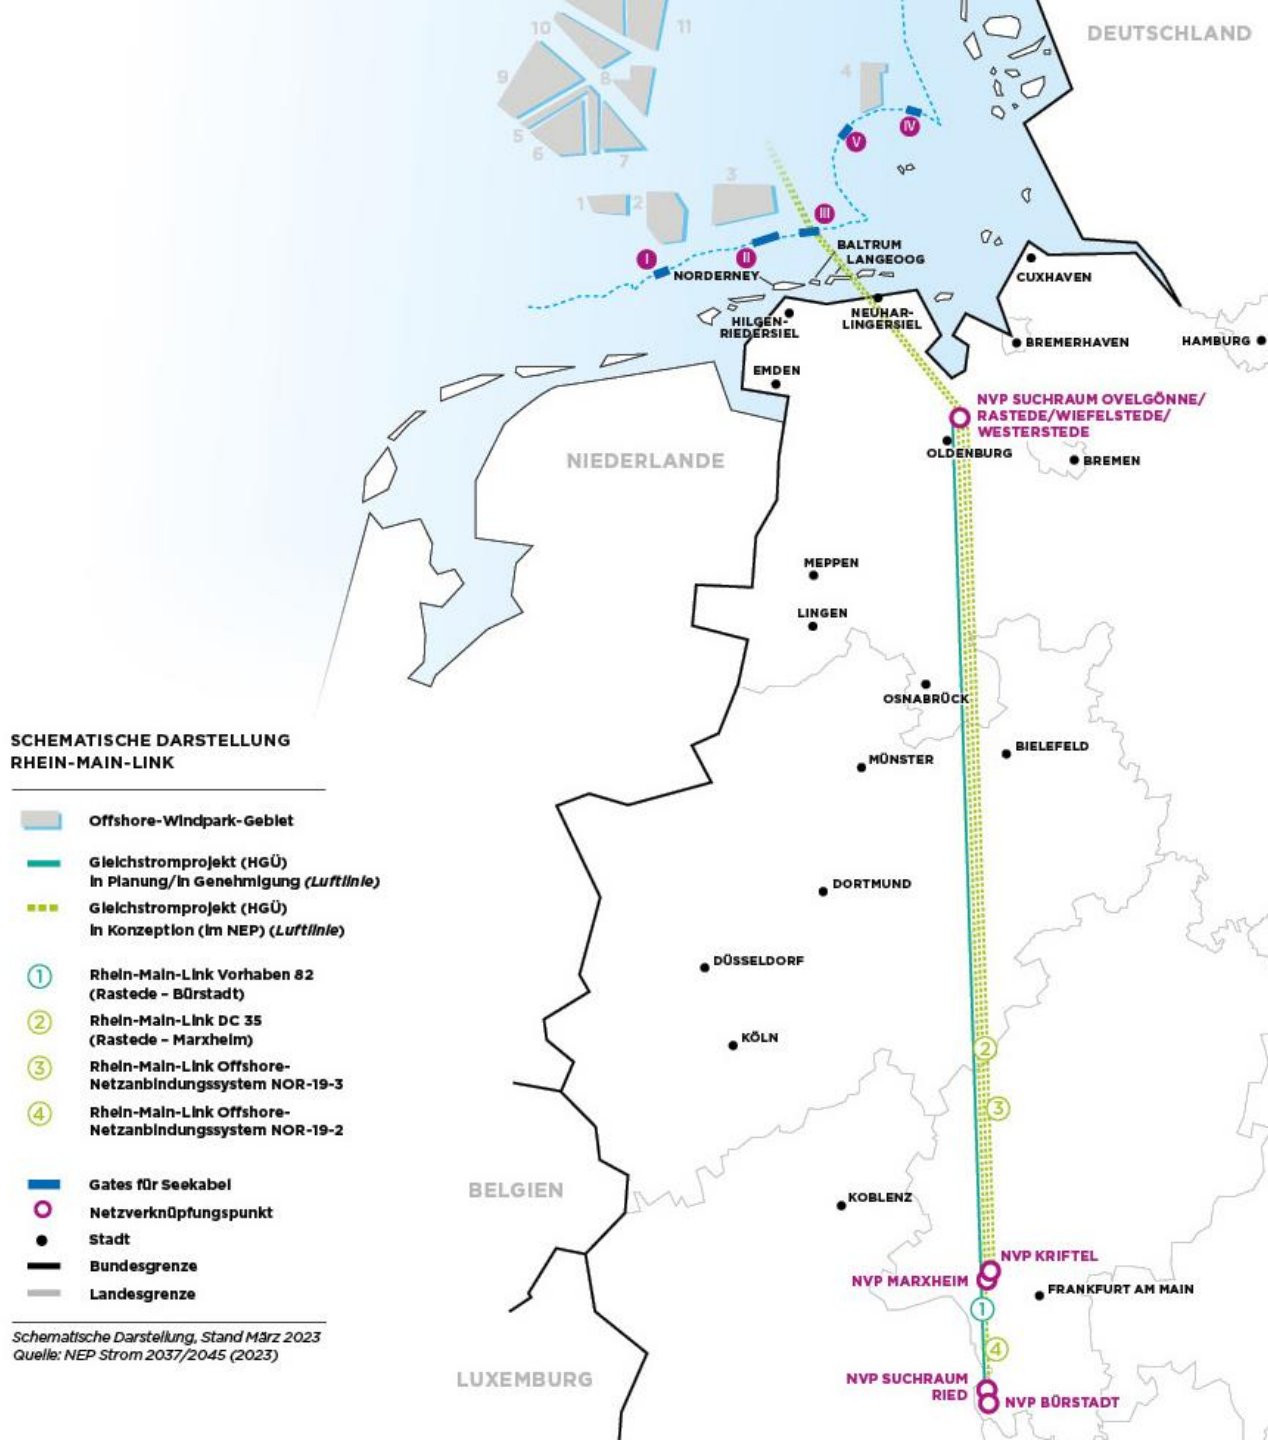 DEUTSCHLAND
10
11
9
8
4
5
6
7
IV
V
3
1
2
III
I
II
BALTRUM
LANGEOOG
NORDERNEY
CUXHAVEN
HILGEN-
RIEDERSIEL
NEUHAR-
LINGERSIEL
BREMERHAVEN
HAMBURG
EMDEN
NVP SUCHRAUM OVELGÖNNE/
RASTEDE/WIEFELSTEDE/
WESTERSTEDE
OLDENBURG
BREMEN
NIEDERLANDE
MEPPEN
LINGEN
OSNABRÜCK
BIELEFELD
MÜNSTER
DORTMUND
DÜSSELDORF
KÖLN
2
3
BELGIEN
KOBLENZ
NVP KRIFTEL
NVP MARXHEIM
FRANKFURT AM MAIN
1
4
LUXEMBURG
NVP SUCHRAUM
RIED
NVP BÜRSTADT
SCHEMATISCHE DARSTELLUNG
RHEIN-MAIN-LINK
Offshore-Windpark-Gebiet
Gleichstromprojekt (HGÜ)
in Planung/in Genehmigung (Luftlinie)
Gleichstromprojekt (HGÜ)
in Konzeption (im NEP) (Luftlinie)
1 Rhein-Main-Link Vorhaben 82
(Rastede – Bürstadt)
2 Rhein-Main-Link DC 35
(Rastede – Marxheim)
3 Rhein-Main-Link Offshore-
Netzanbindungssystem NOR-19-3
4 Rhein-Main-Link Offshore-
Netzanbindungssystem NOR-19-2
Gates für Seekabel
Netzverknüpfungspunkt
Stadt
Bundesgrenze
Landesgrenze
Schematische Darstellung, Stand März 2023
Quelle: NEP Strom 2037/2045 (2023)